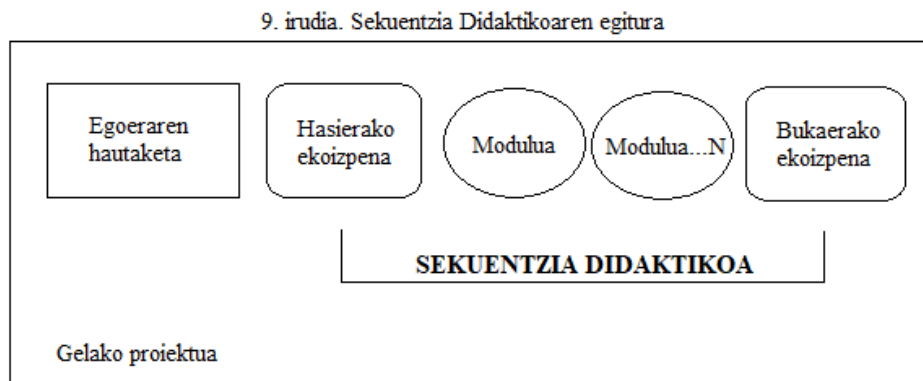 9. irudia. Sekuentzia Didaktikoaren egitura
Egoeraren
hautaketa
Hasierako
ekoizpena
Modulua
Modulua...N
Bukaerako
ekoizpena
SEKUENTZIA DIDAKTIKOA
Gelako proiektua